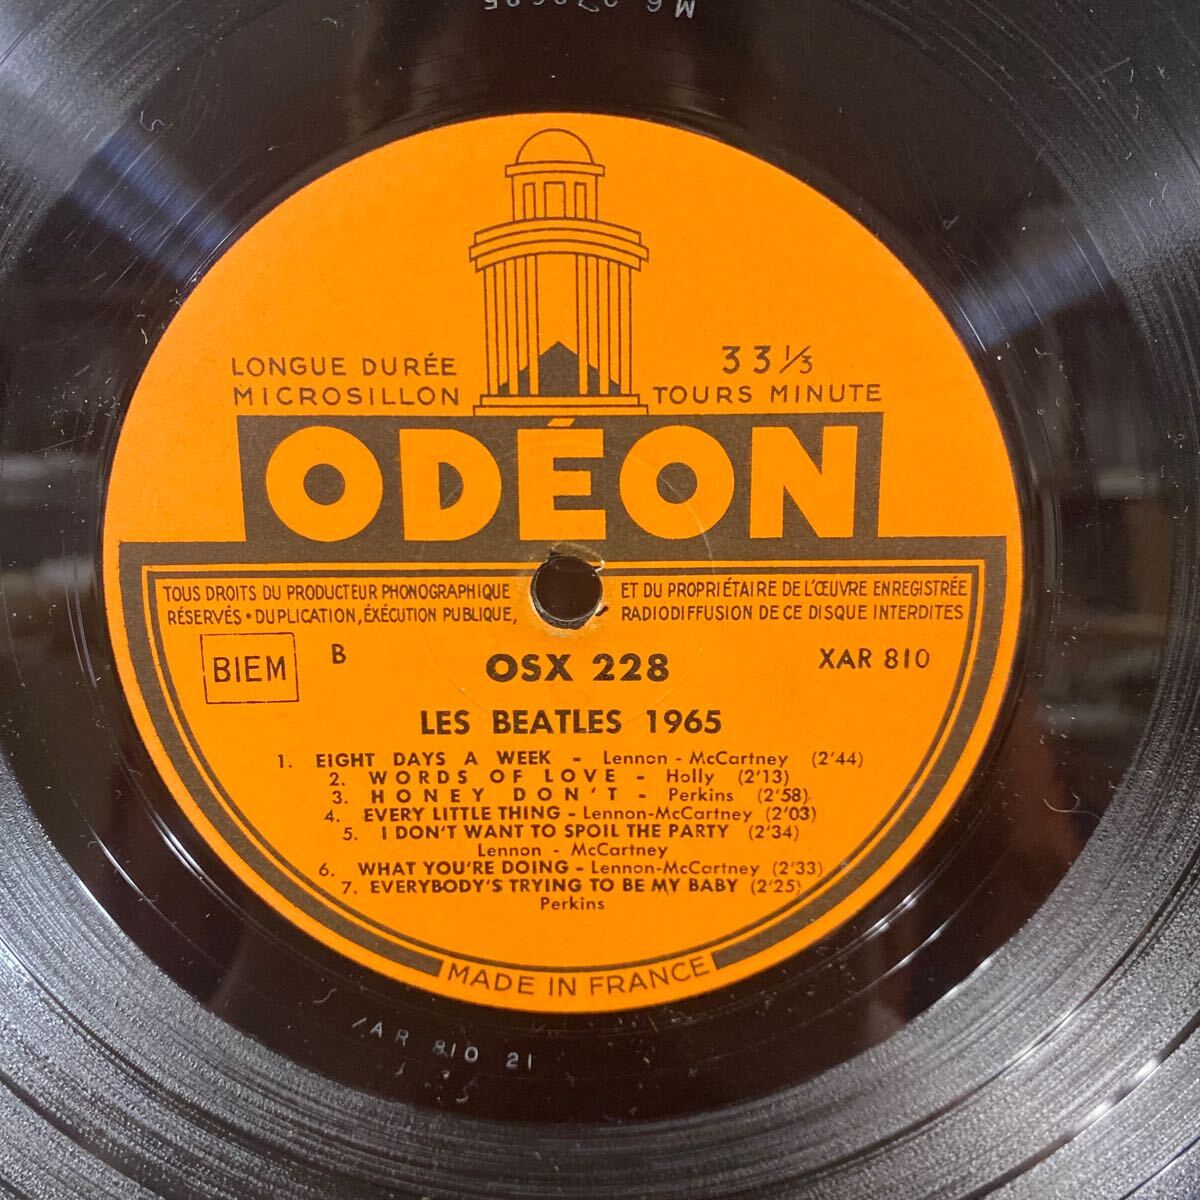 LONGUE DURÉE
MICROSILLON
33 1/3
TOURS MINUTE
ODÉON
TOUS DROITS DU PRODUCTEUR PHONOGRAPHIQUE ET DU PROPRIÉTAIRE DE L'ŒUVRE ENREGISTRÉE
RÉSERVÉS • DUPLICATION, ÉXÉCUTION PUBLIQUE, RADIODIFFUSION DE CE DISQUE INTERDITES
BIEM B OSX 228 XAR 810
LES BEATLES 1965
1. EIGHT DAYS A WEEK - Lennon - McCartney (2'44)
2. WORDS OF LOVE - Holly (2'13)
3. HONEY DON'T - Perkins (2'58)
4. EVERY LITTLE THING - Lennon-McCartney (2'03)
5. I DON'T WANT TO SPOIL THE PARTY (2'34)
Lennon - McCartney
6. WHAT YOU'RE DOING - Lennon-McCartney (2'33)
7. EVERYBODY'S TRYING TO BE MY BABY (2'25)
Perkins
MADE IN FRANCE
AR 810 21